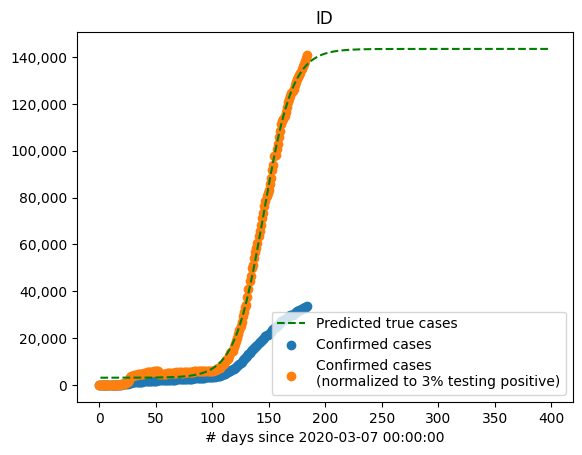 ID
140,000
120,000
100,000
80,000
60,000
40,000
20,000
0
Predicted true cases
Confirmed cases
Confirmed cases
(normalized to 3% testing positive)
0 50 100 150 200 250 300 350 400
# days since 2020-03-07 00:00:00